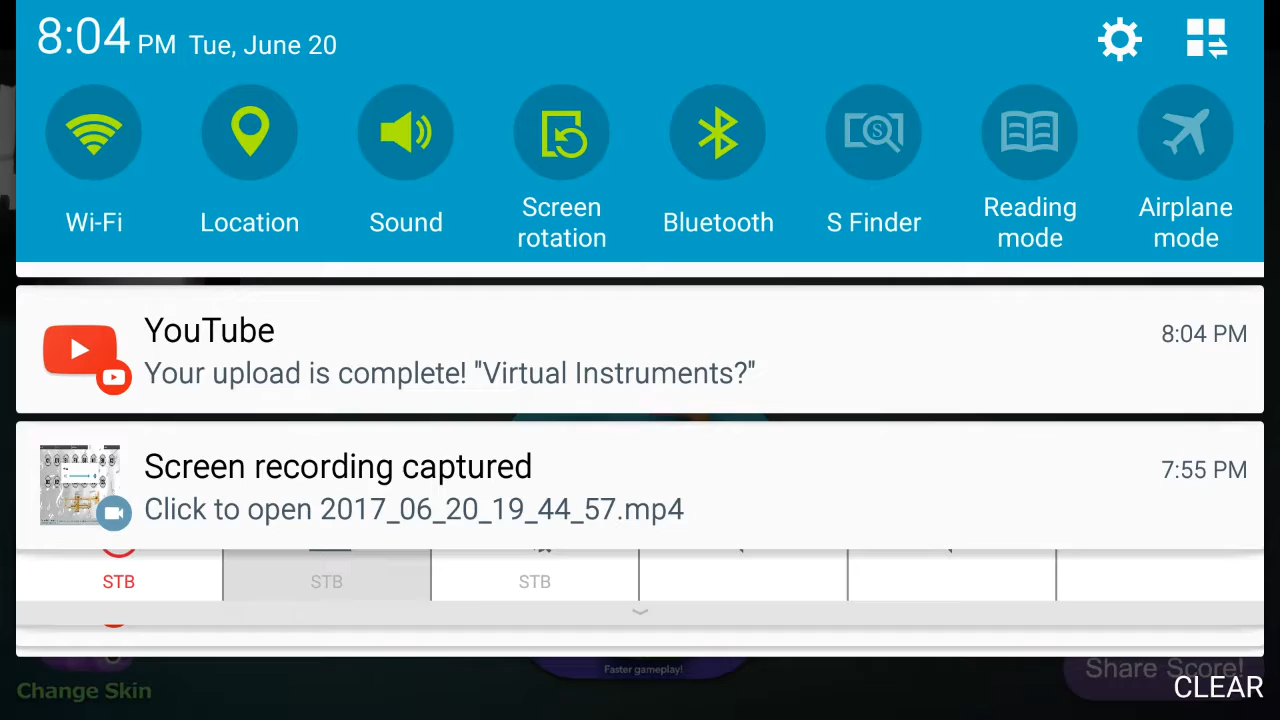 8:04 PM Tue, June 20
Wi-Fi
Location
Sound
Screen
rotation
Bluetooth
S Finder
Reading
mode
Airplane
mode
YouTube
8:04 PM
Your upload is complete! "Virtual Instruments?"
Screen recording captured
7:55 PM
Click to open 2017_06_20_19_44_57.mp4
STB
STB
STB
Faster gameplay!
Share Score!
Change Skin
CLEAR